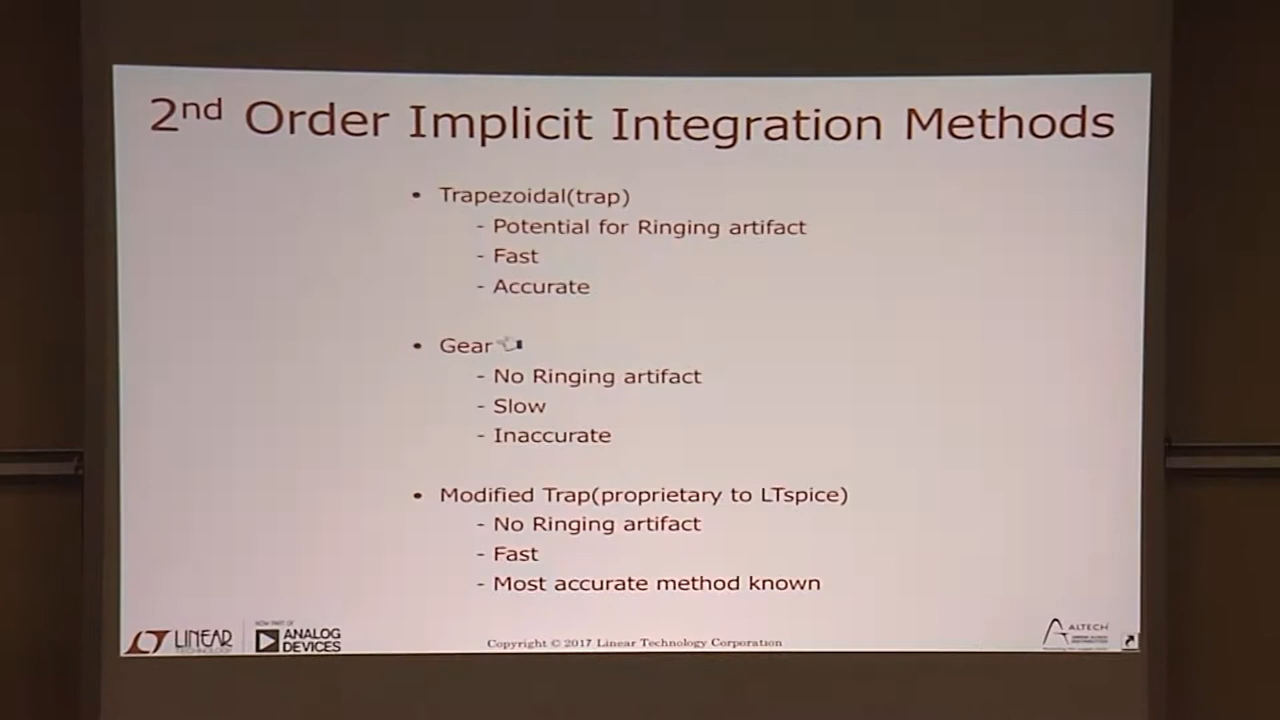 2nd Order Implicit Integration Methods
• Trapezoidal(trap)
- Potential for Ringing artifact
- Fast
- Accurate
• Gear
- No Ringing artifact
- Slow
- Inaccurate
• Modified Trap(proprietary to LTspice)
- No Ringing artifact
- Fast
- Most accurate method known
LINEAR
TECHNOLOGY
NOW PART OF
ANALOG
DEVICES
Copyright © 2017 Linear Technology Corporation
ALTECH